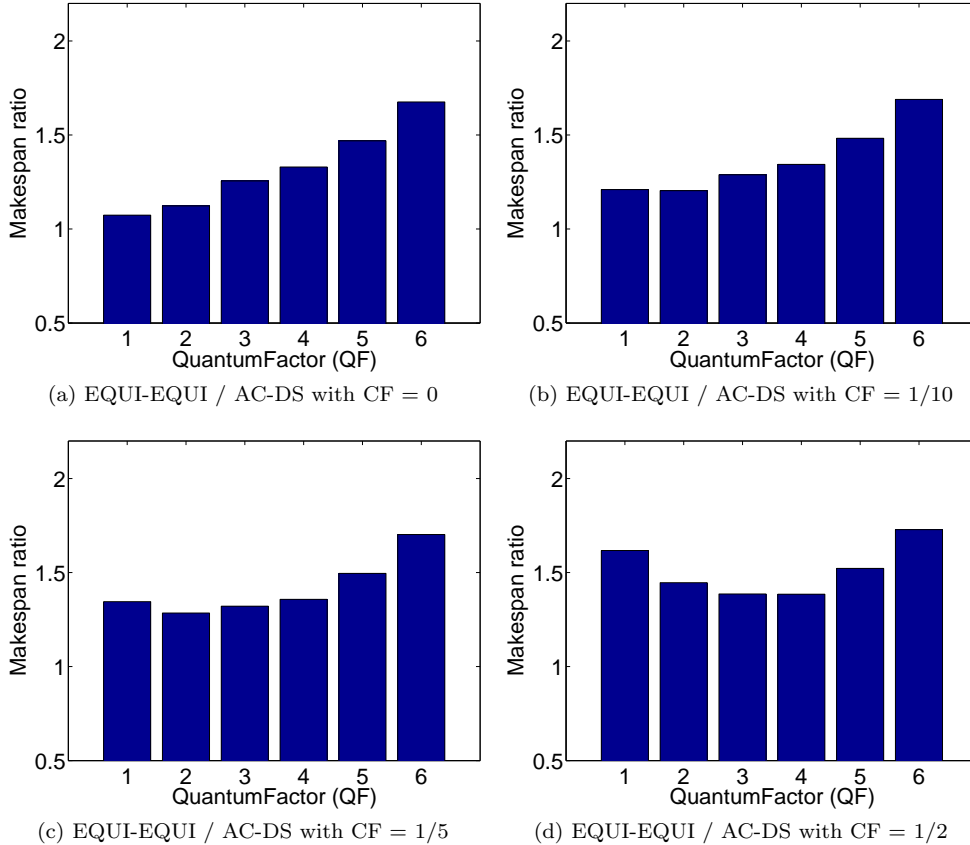 2
1.5
1
0.5
Makespan ratio
1 2 3 4 5 6
QuantumFactor (QF)
(a) EQUI-EQUI / AC-DS with CF = 0
2
1.5
1
0.5
Makespan ratio
1 2 3 4 5 6
QuantumFactor (QF)
(b) EQUI-EQUI / AC-DS with CF = 1/10
2
1.5
1
0.5
Makespan ratio
1 2 3 4 5 6
QuantumFactor (QF)
(c) EQUI-EQUI / AC-DS with CF = 1/5
2
1.5
1
0.5
Makespan ratio
1 2 3 4 5 6
QuantumFactor (QF)
(d) EQUI-EQUI / AC-DS with CF = 1/2